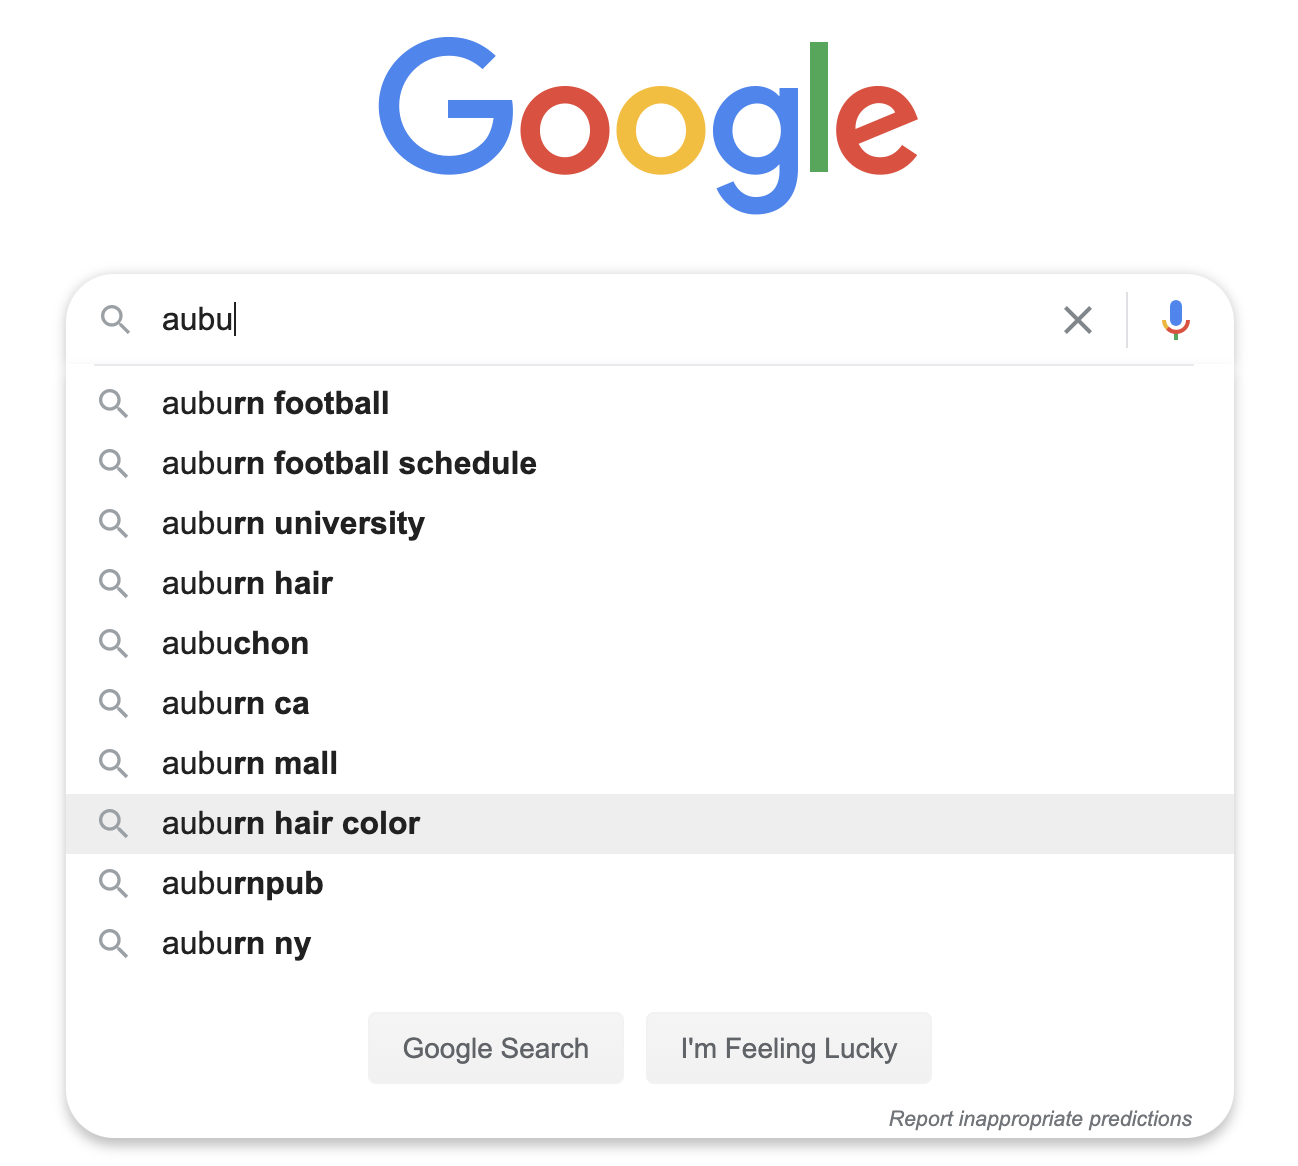 Google
aubu
auburn football
auburn football schedule
auburn university
auburn hair
aubuchon
auburn ca
auburn mall
auburn hair color
auburnpub
auburn ny
Google Search I'm Feeling Lucky
Report inappropriate predictions